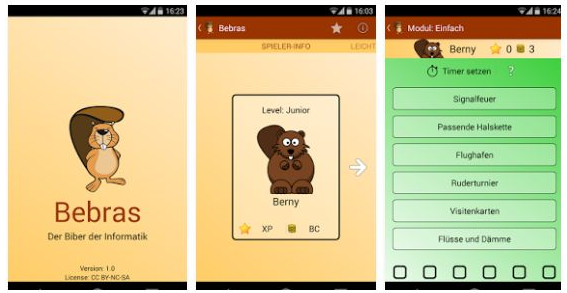 16:23
Bebras
Der Biber der Informatik
Version: 1.0
License: CC BY-NC-SA
16:03
Bebras
SPIELER-INFO
LEICHT
Level: Junior
Berny
XP
BC
16:24
Modul: Einfach
Berny 0 3
Timer setzen ?
Signalfeuer
Passende Halskette
Flughafen
Ruderturnier
Visitenkarten
Flüsse und Dämme